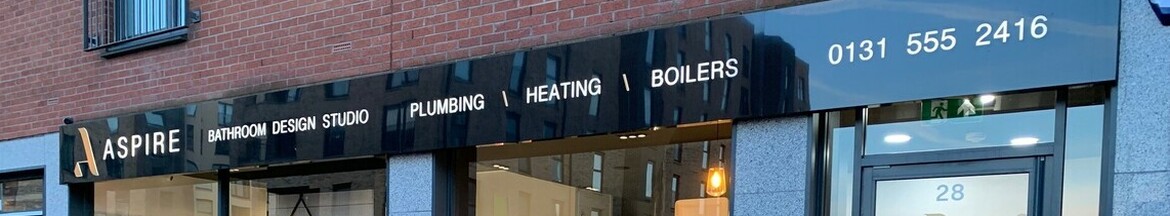 ASPIRE BATHROOM DESIGN STUDIO PLUMBING \ HEATING \ BOILERS 0131 555 2416
28